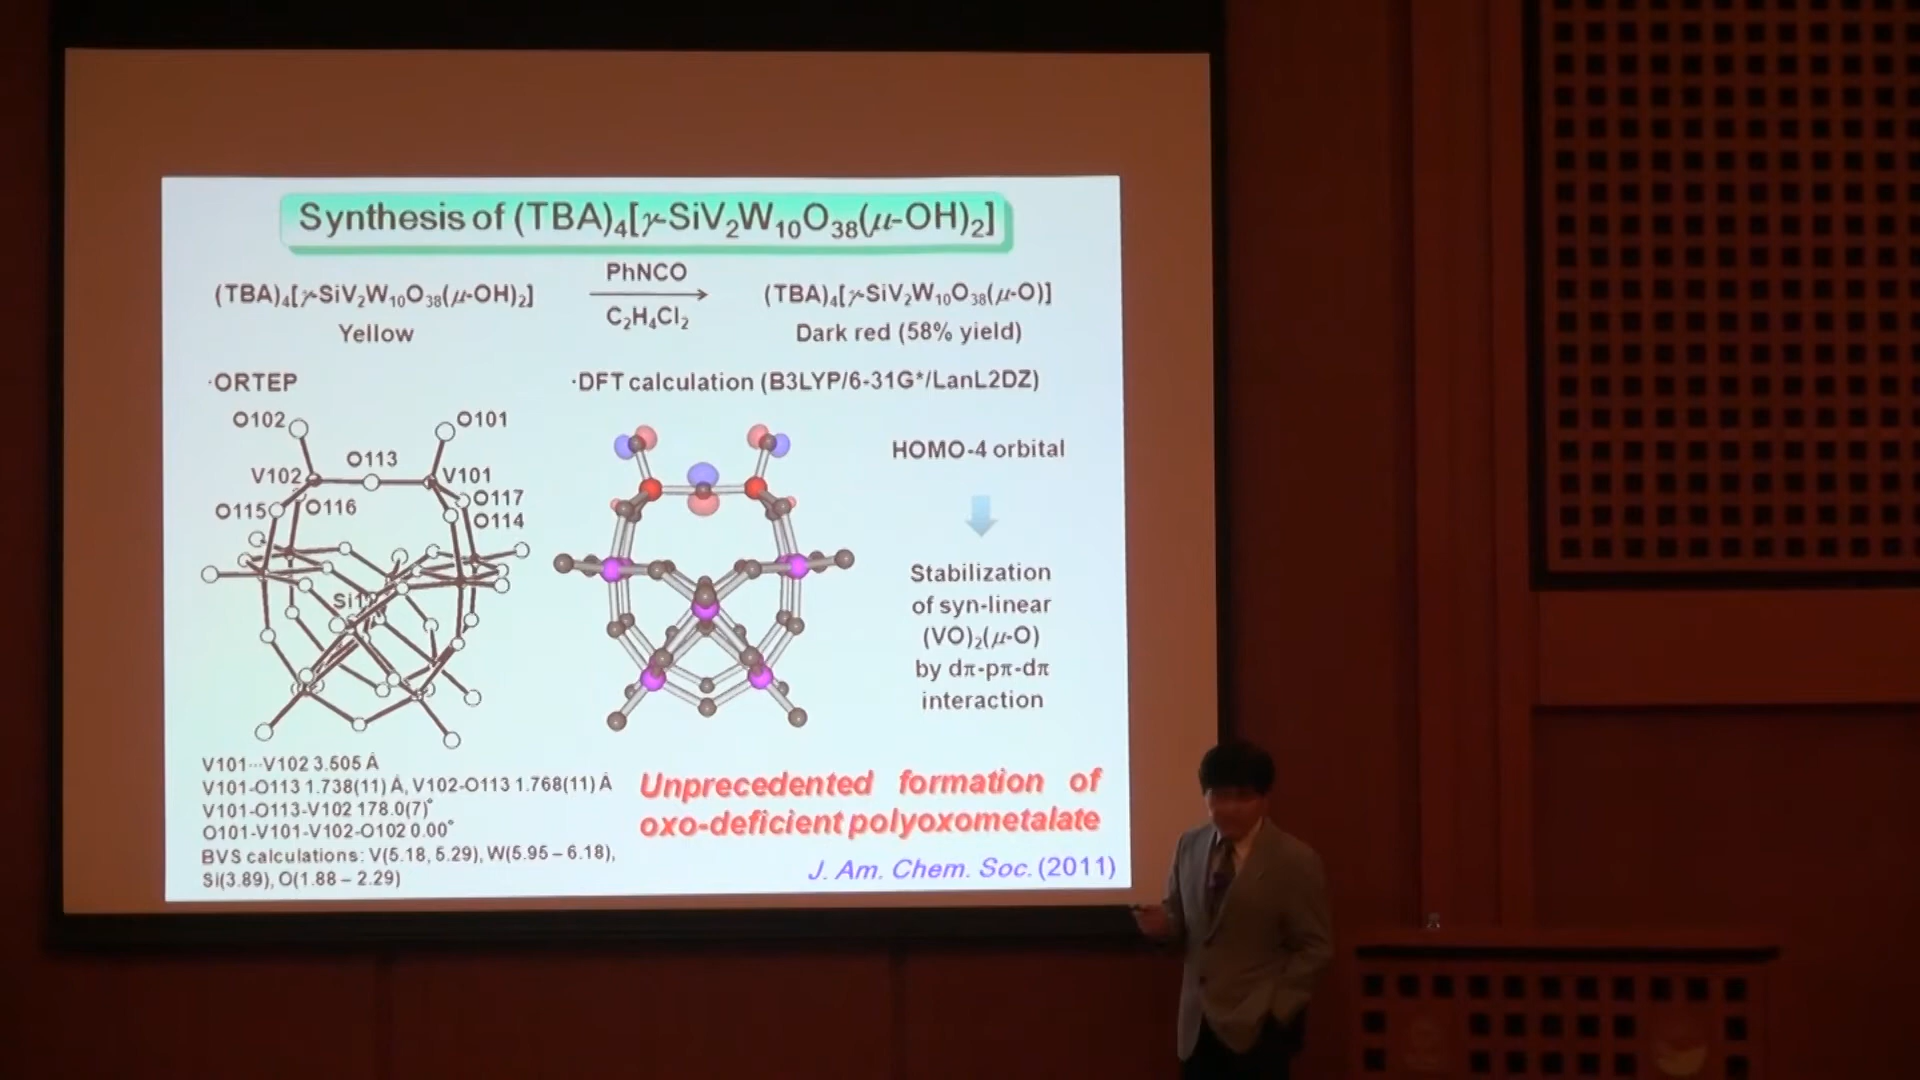 Synthesis of (TBA)₄[γ-SiV₂W₁₀O₃₈(μ-OH)₂]
(TBA)₄[γ-SiV₂W₁₀O₃₈(μ-OH)₂]
Yellow
PhNCO
C₂H₄Cl₂
(TBA)₄[γ-SiV₂W₁₀O₃₈(μ-O)]
Dark red (58% yield)
·ORTEP
O102
O101
O113
V102
V101
O117
O115
O116
O114
Si1
·DFT calculation (B3LYP/6-31G*/LanL2DZ)
HOMO-4 orbital
Stabilization
of syn-linear
(VO)₂(μ-O)
by dπ-pπ-dπ
interaction
V101···V102 3.505 Å
V101-O113 1.738(11) Å, V102-O113 1.768(11) Å
V101-O113-V102 178.0(7)°
O101-V101-V102-O102 0.00°
BVS calculations: V(5.18, 5.29), W(5.95 – 6.18),
Si(3.89), O(1.88 – 2.29)
Unprecedented formation of
oxo-deficient polyoxometalate
J. Am. Chem. Soc. (2011)